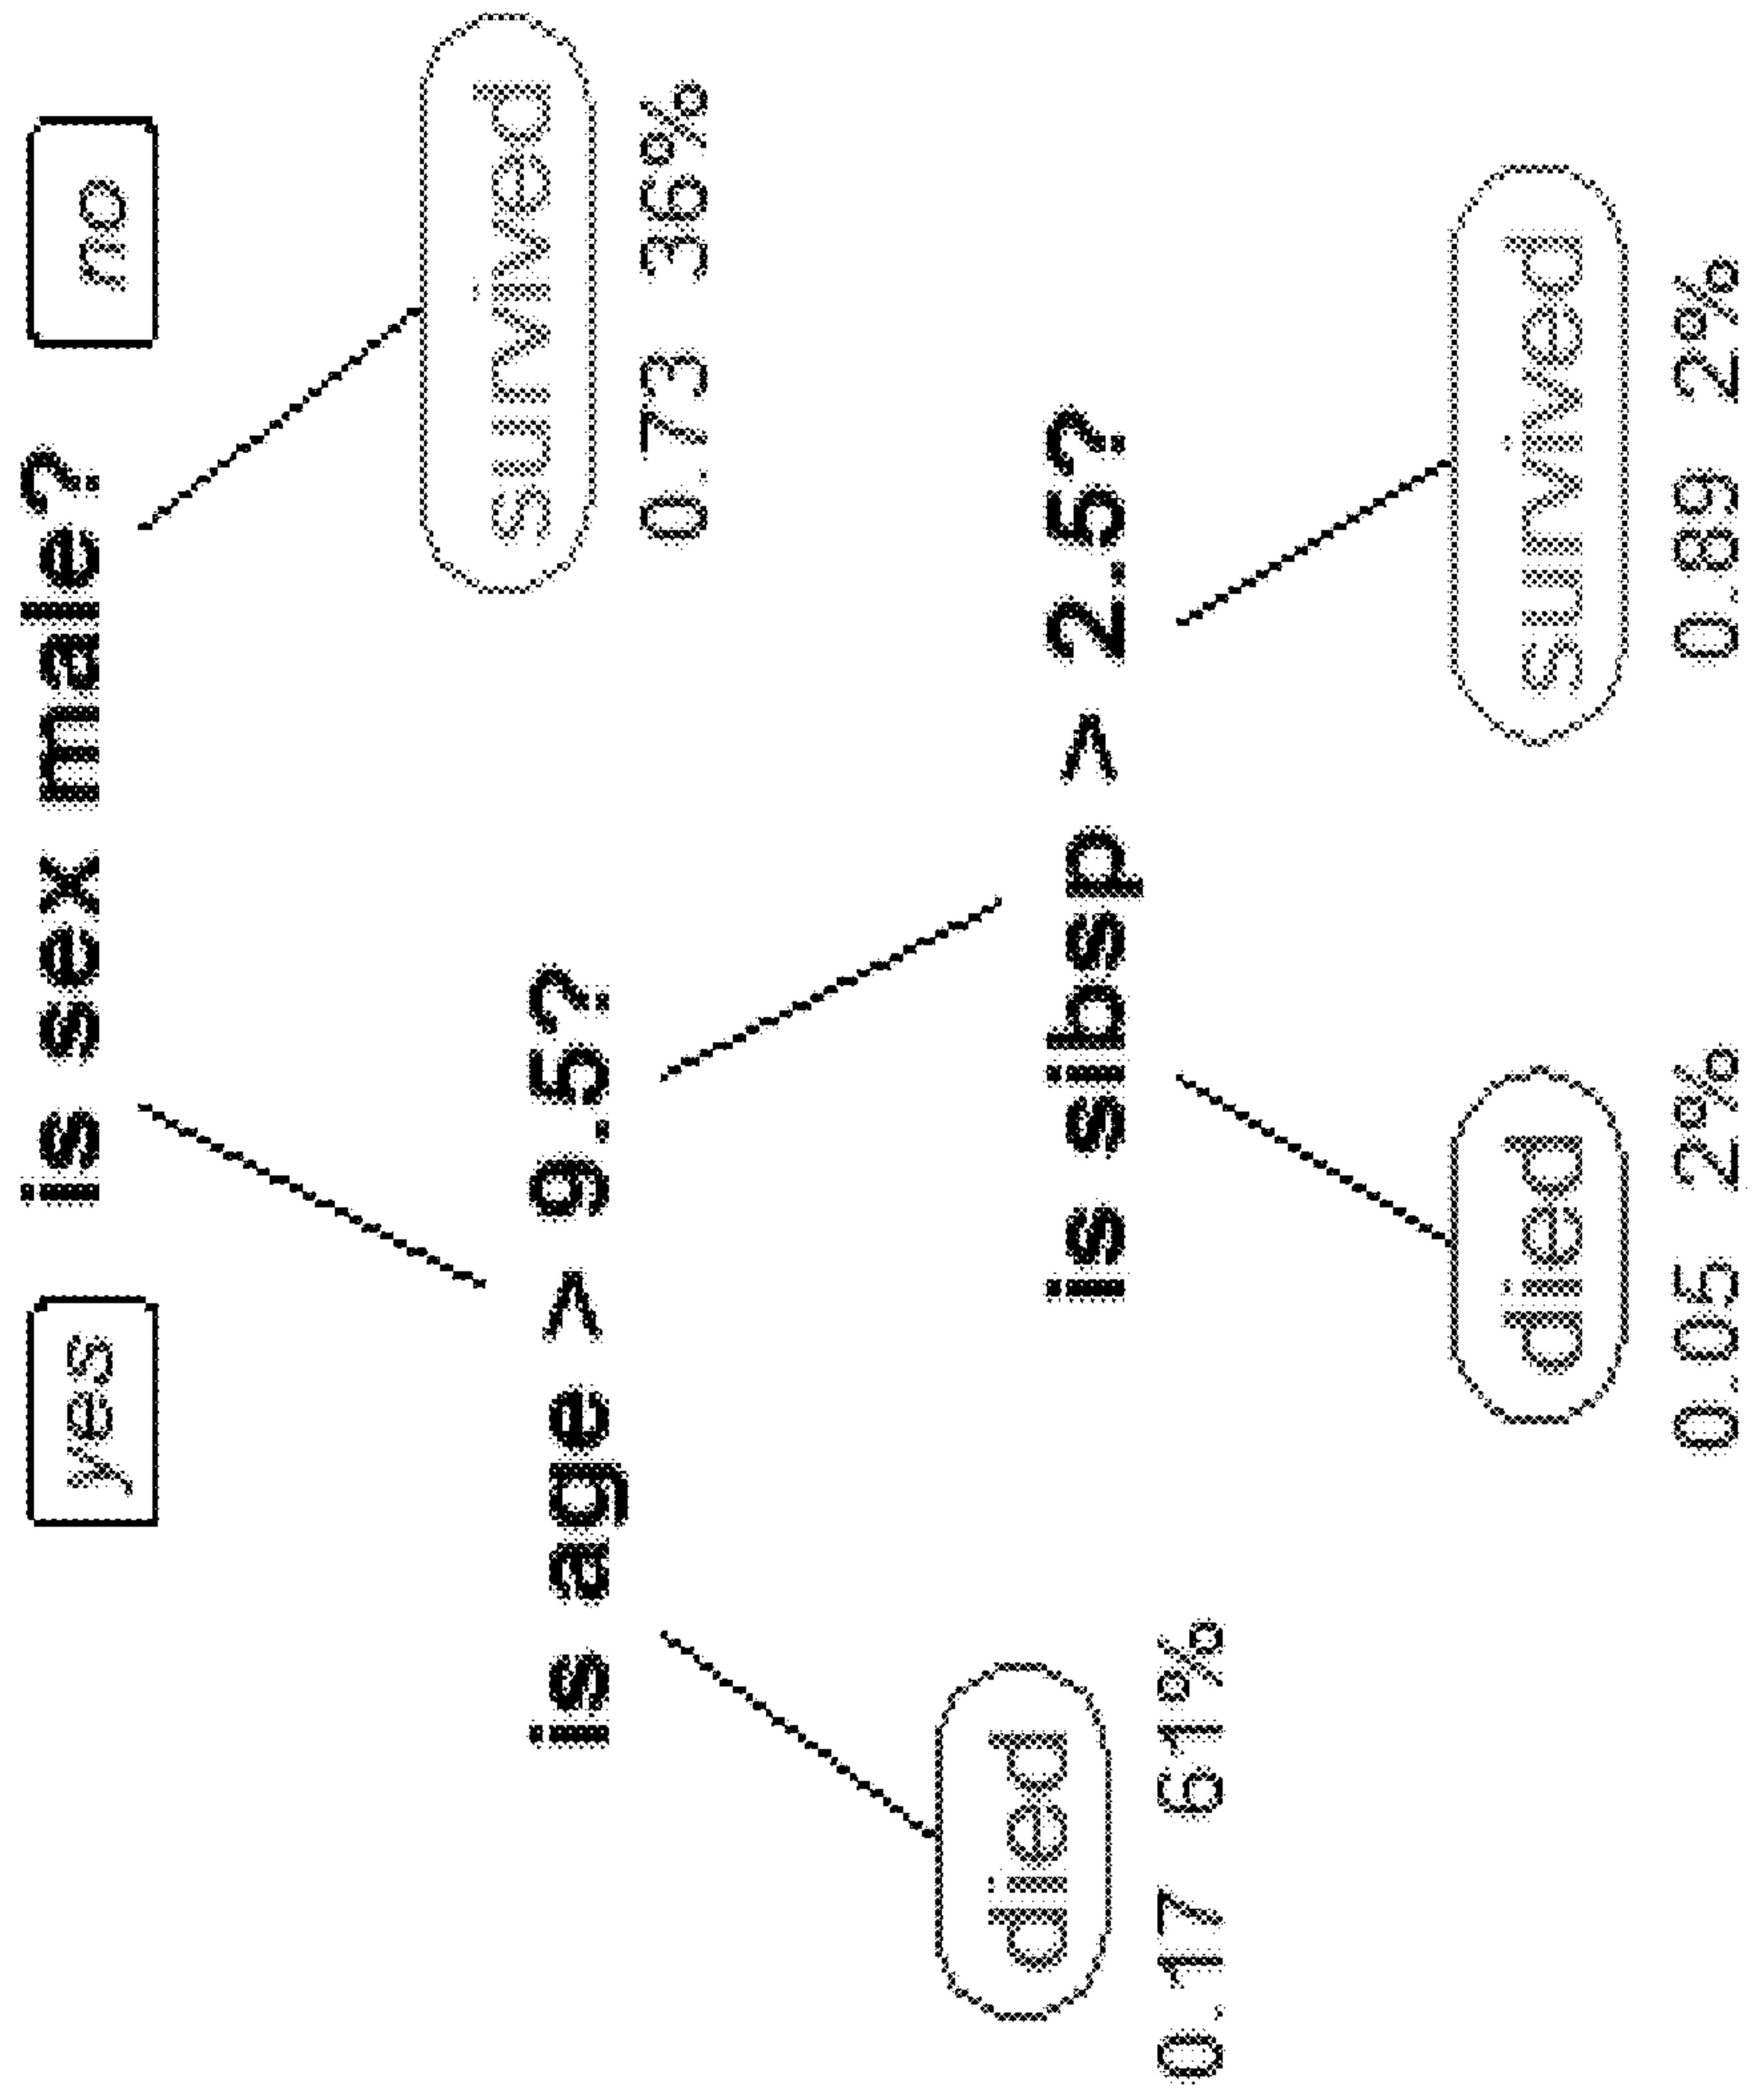 yes
is sex male?
no
survived
0.73 36%
is age > 9.5?
died
0.17 61%
is sibsp > 2.5?
died
0.05 2%
survived
0.89 2%